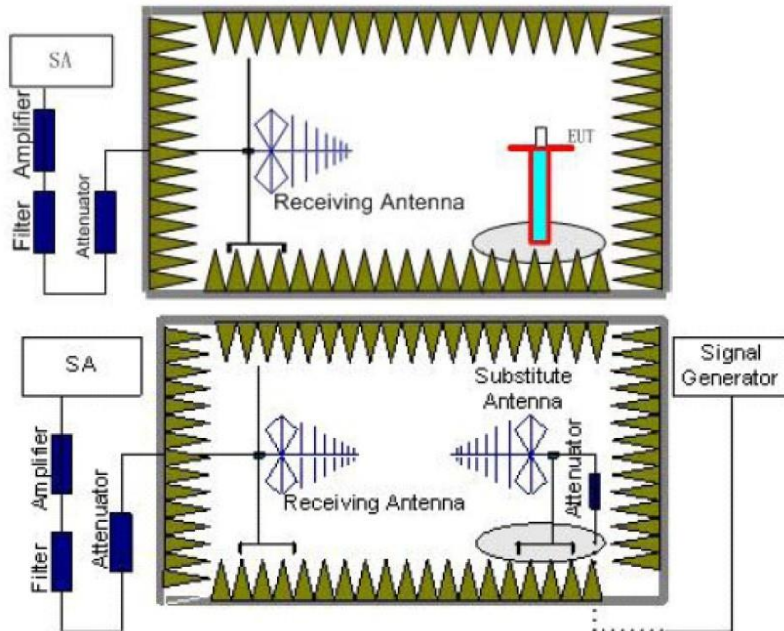 SA
Amplifier
Filter
Attenuator
Receiving Antenna
EUT
SA
Amplifier
Filter
Attenuator
Receiving Antenna
Substitute
Antenna
Attenuator
Signal
Generator